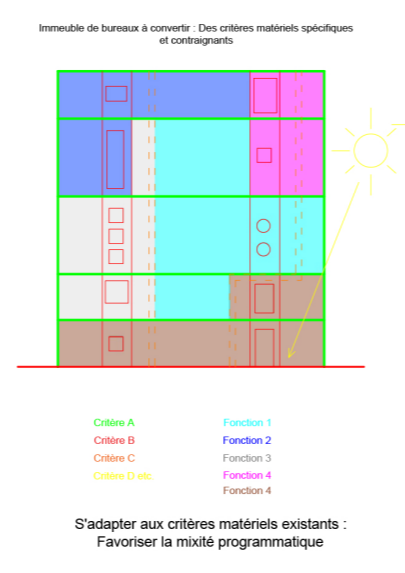 Immeuble de bureaux à convertir : Des critères matériels spécifiques
et contraignants
Critère A
Critère B
Critère C
Critère D etc
Fonction 1
Fonction 2
Fonction 3
Fonction 4
Fonction 4
S'adapter aux critères matériels existants :
Favoriser la mixité programmatique